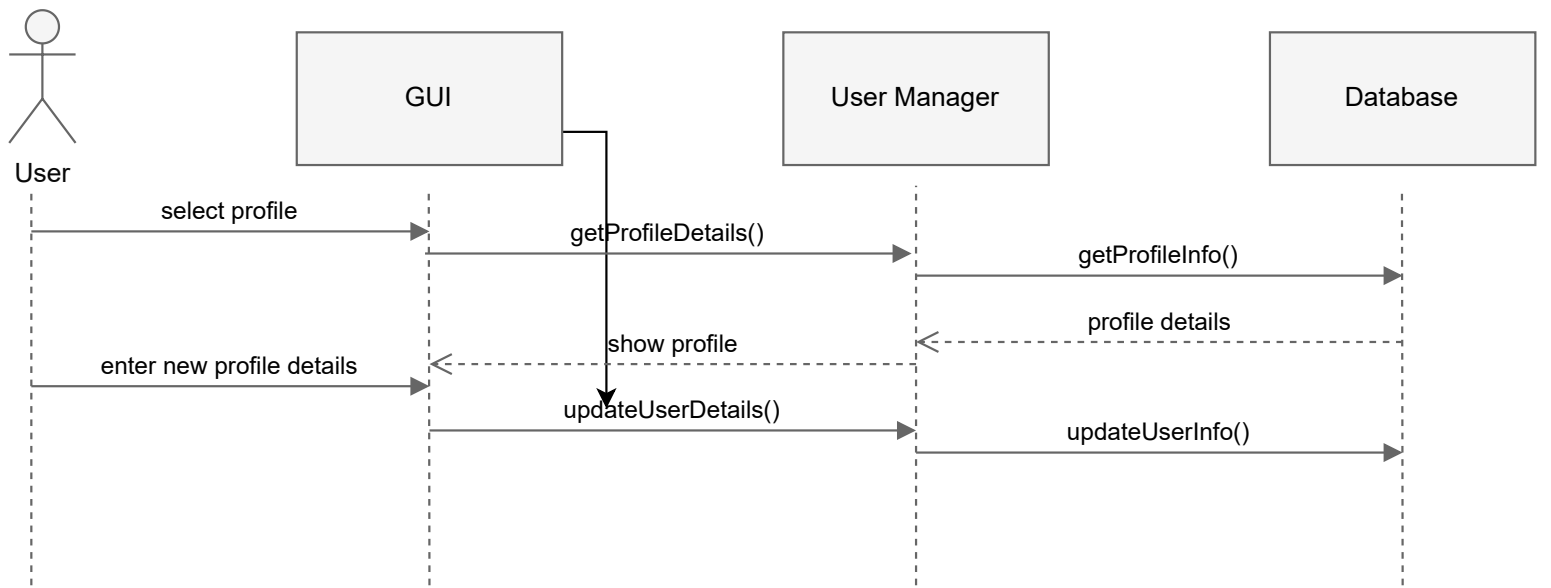 GUI
User Manager
Database
User
select profile
getProfileDetails()
getProfileInfo()
profile details
show profile
enter new profile details
updateUserDetails()
updateUserInfo()